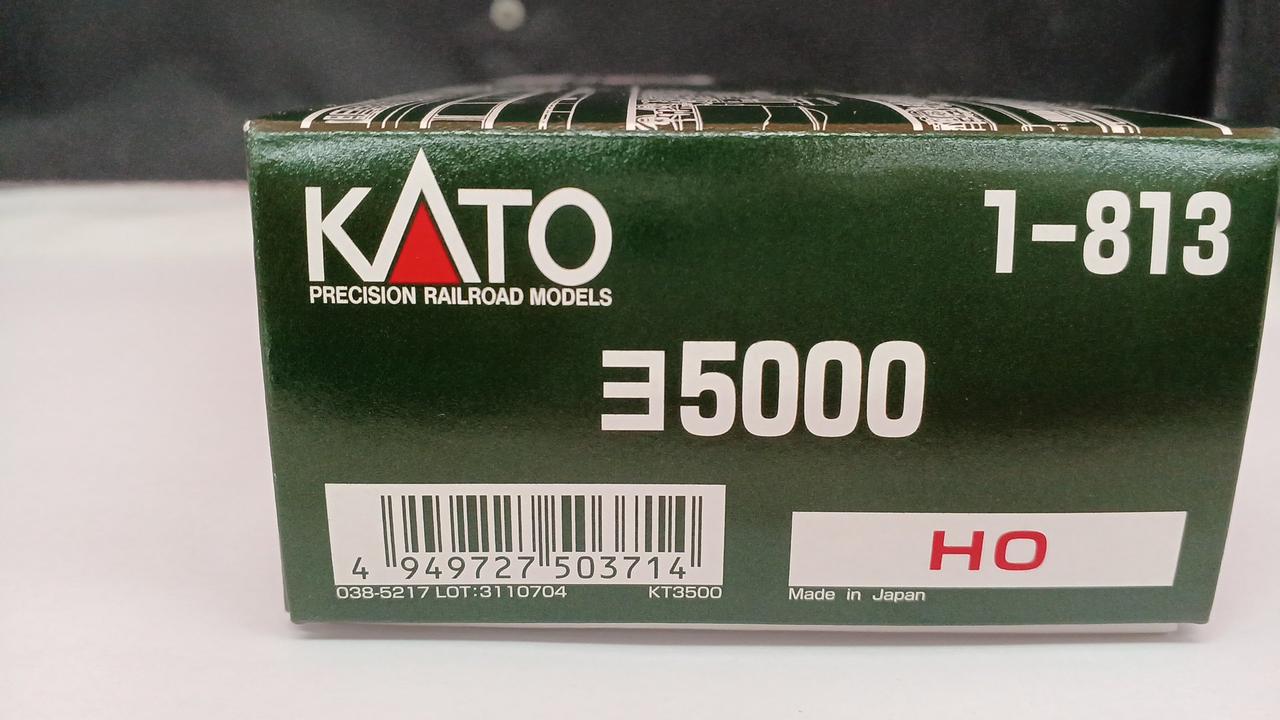 KATO
PRECISION RAILROAD MODELS
1-813
ヨ5000
4 949727 503714
038-5217 LOT:3110704 KT3500
HO
Made in Japan